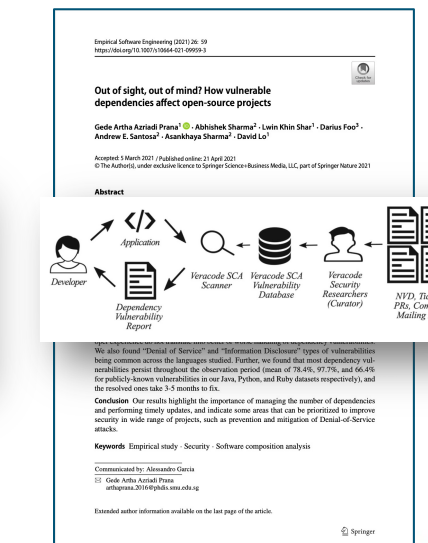 Empirical Software Engineering (2021) 26: 59
https://doi.org/10.1007/s10664-021-09959-3
Check for updates
Out of sight, out of mind? How vulnerable
dependencies affect open-source projects
Gede Artha Azriadi Prana¹ · Abhishek Sharma² · Lwin Khin Shar¹ · Darius Foo³ ·
Andrew E. Santosa² · Asankhaya Sharma² · David Lo¹
Accepted: 5 March 2021 / Published online: 21 April 2021
© The Author(s), under exclusive licence to Springer Science+Business Media, LLC, part of Springer Nature 2021
Abstract
</>
Application
Developer
Dependency
Vulnerability
Report
Veracode SCA
Scanner
Veracode SCA
Vulnerability
Database
Veracode
Security
Researchers
(Curator)
NVD,
PRs,
Mailing
We also found "Denial of Service" and "Information Disclosure" types of vulnerabilities
being common across the languages studied. Further, we found that most dependency vul-
nerabilities persist throughout the observation period (mean of 78.4%, 97.7%, and 66.4%
for publicly-known vulnerabilities in our Java, Python, and Ruby datasets respectively), and
the resolved ones take 3-5 months to fix.
Conclusion Our results highlight the importance of managing the number of dependencies
and performing timely updates, and indicate some areas that can be prioritized to improve
security in wide range of projects, such as prevention and mitigation of Denial-of-Service
attacks.
Keywords Empirical study · Security · Software composition analysis
Communicated by: Alessandro Garcia
✉ Gede Artha Azriadi Prana
arthaprana.2016@phdis.smu.edu.sg
Extended author information available on the last page of the article.
Springer